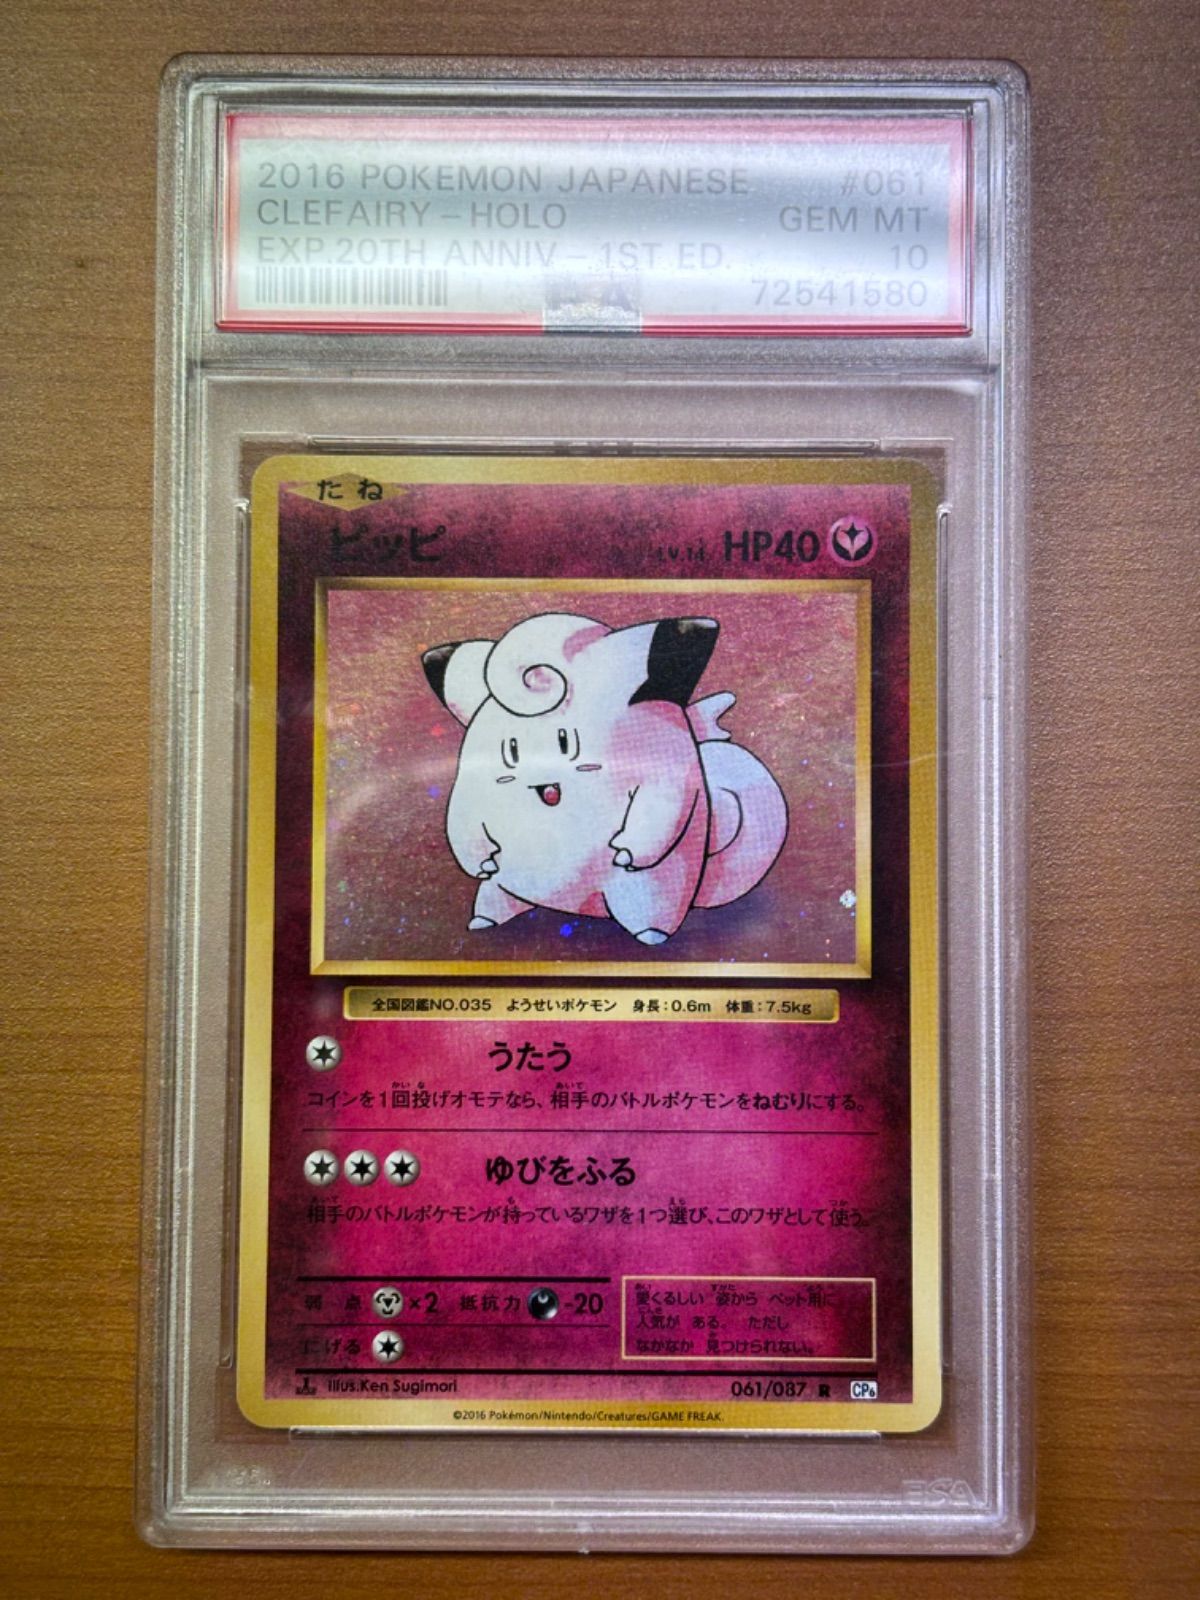 2016 POKEMON JAPANESE #061
CLEFAIRY-HOLO GEM MT
EXP.20TH ANNIV-1ST ED. 10
72541580
たね
ピッピ LV.14 HP40
全国図鑑NO.035 ようせいポケモン 身長:0.6m 体重:7.5kg
うたう
コインを1回投げオモテなら、相手のバトルポケモンをねむりにする。
ゆびをふる
相手のバトルポケモンが持っているワザを1つ選び、このワザとして使う。
弱点 ×2 抵抗力 -20
にげる
愛くるしい 姿から ペット用に
人気が ある。 ただし
なかなか 見つけられない。
Illus.Ken Sugimori 061/087 R CP6
©2016 Pokémon/Nintendo/Creatures/GAME FREAK.
PSA